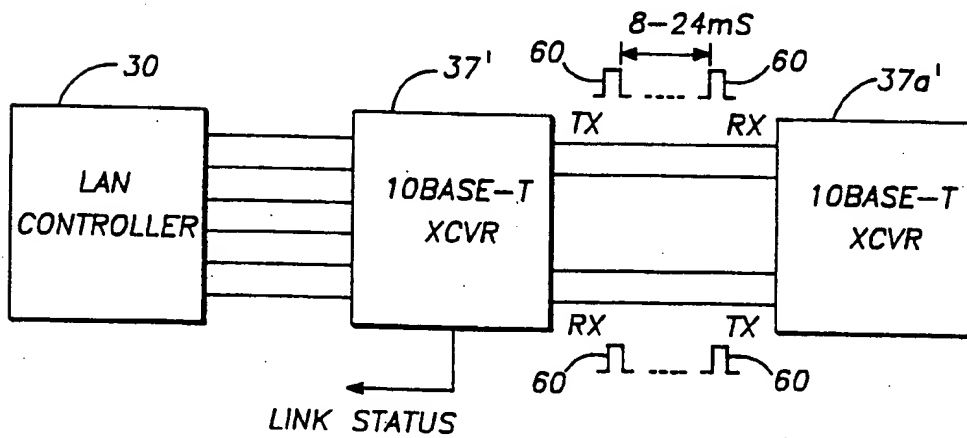 8-24mS
30
37'
60
60
37a'
TX
RX
LAN
CONTROLLER
10BASE-T
XCVR
10BASE-T
XCVR
RX
TX
60
60
LINK STATUS